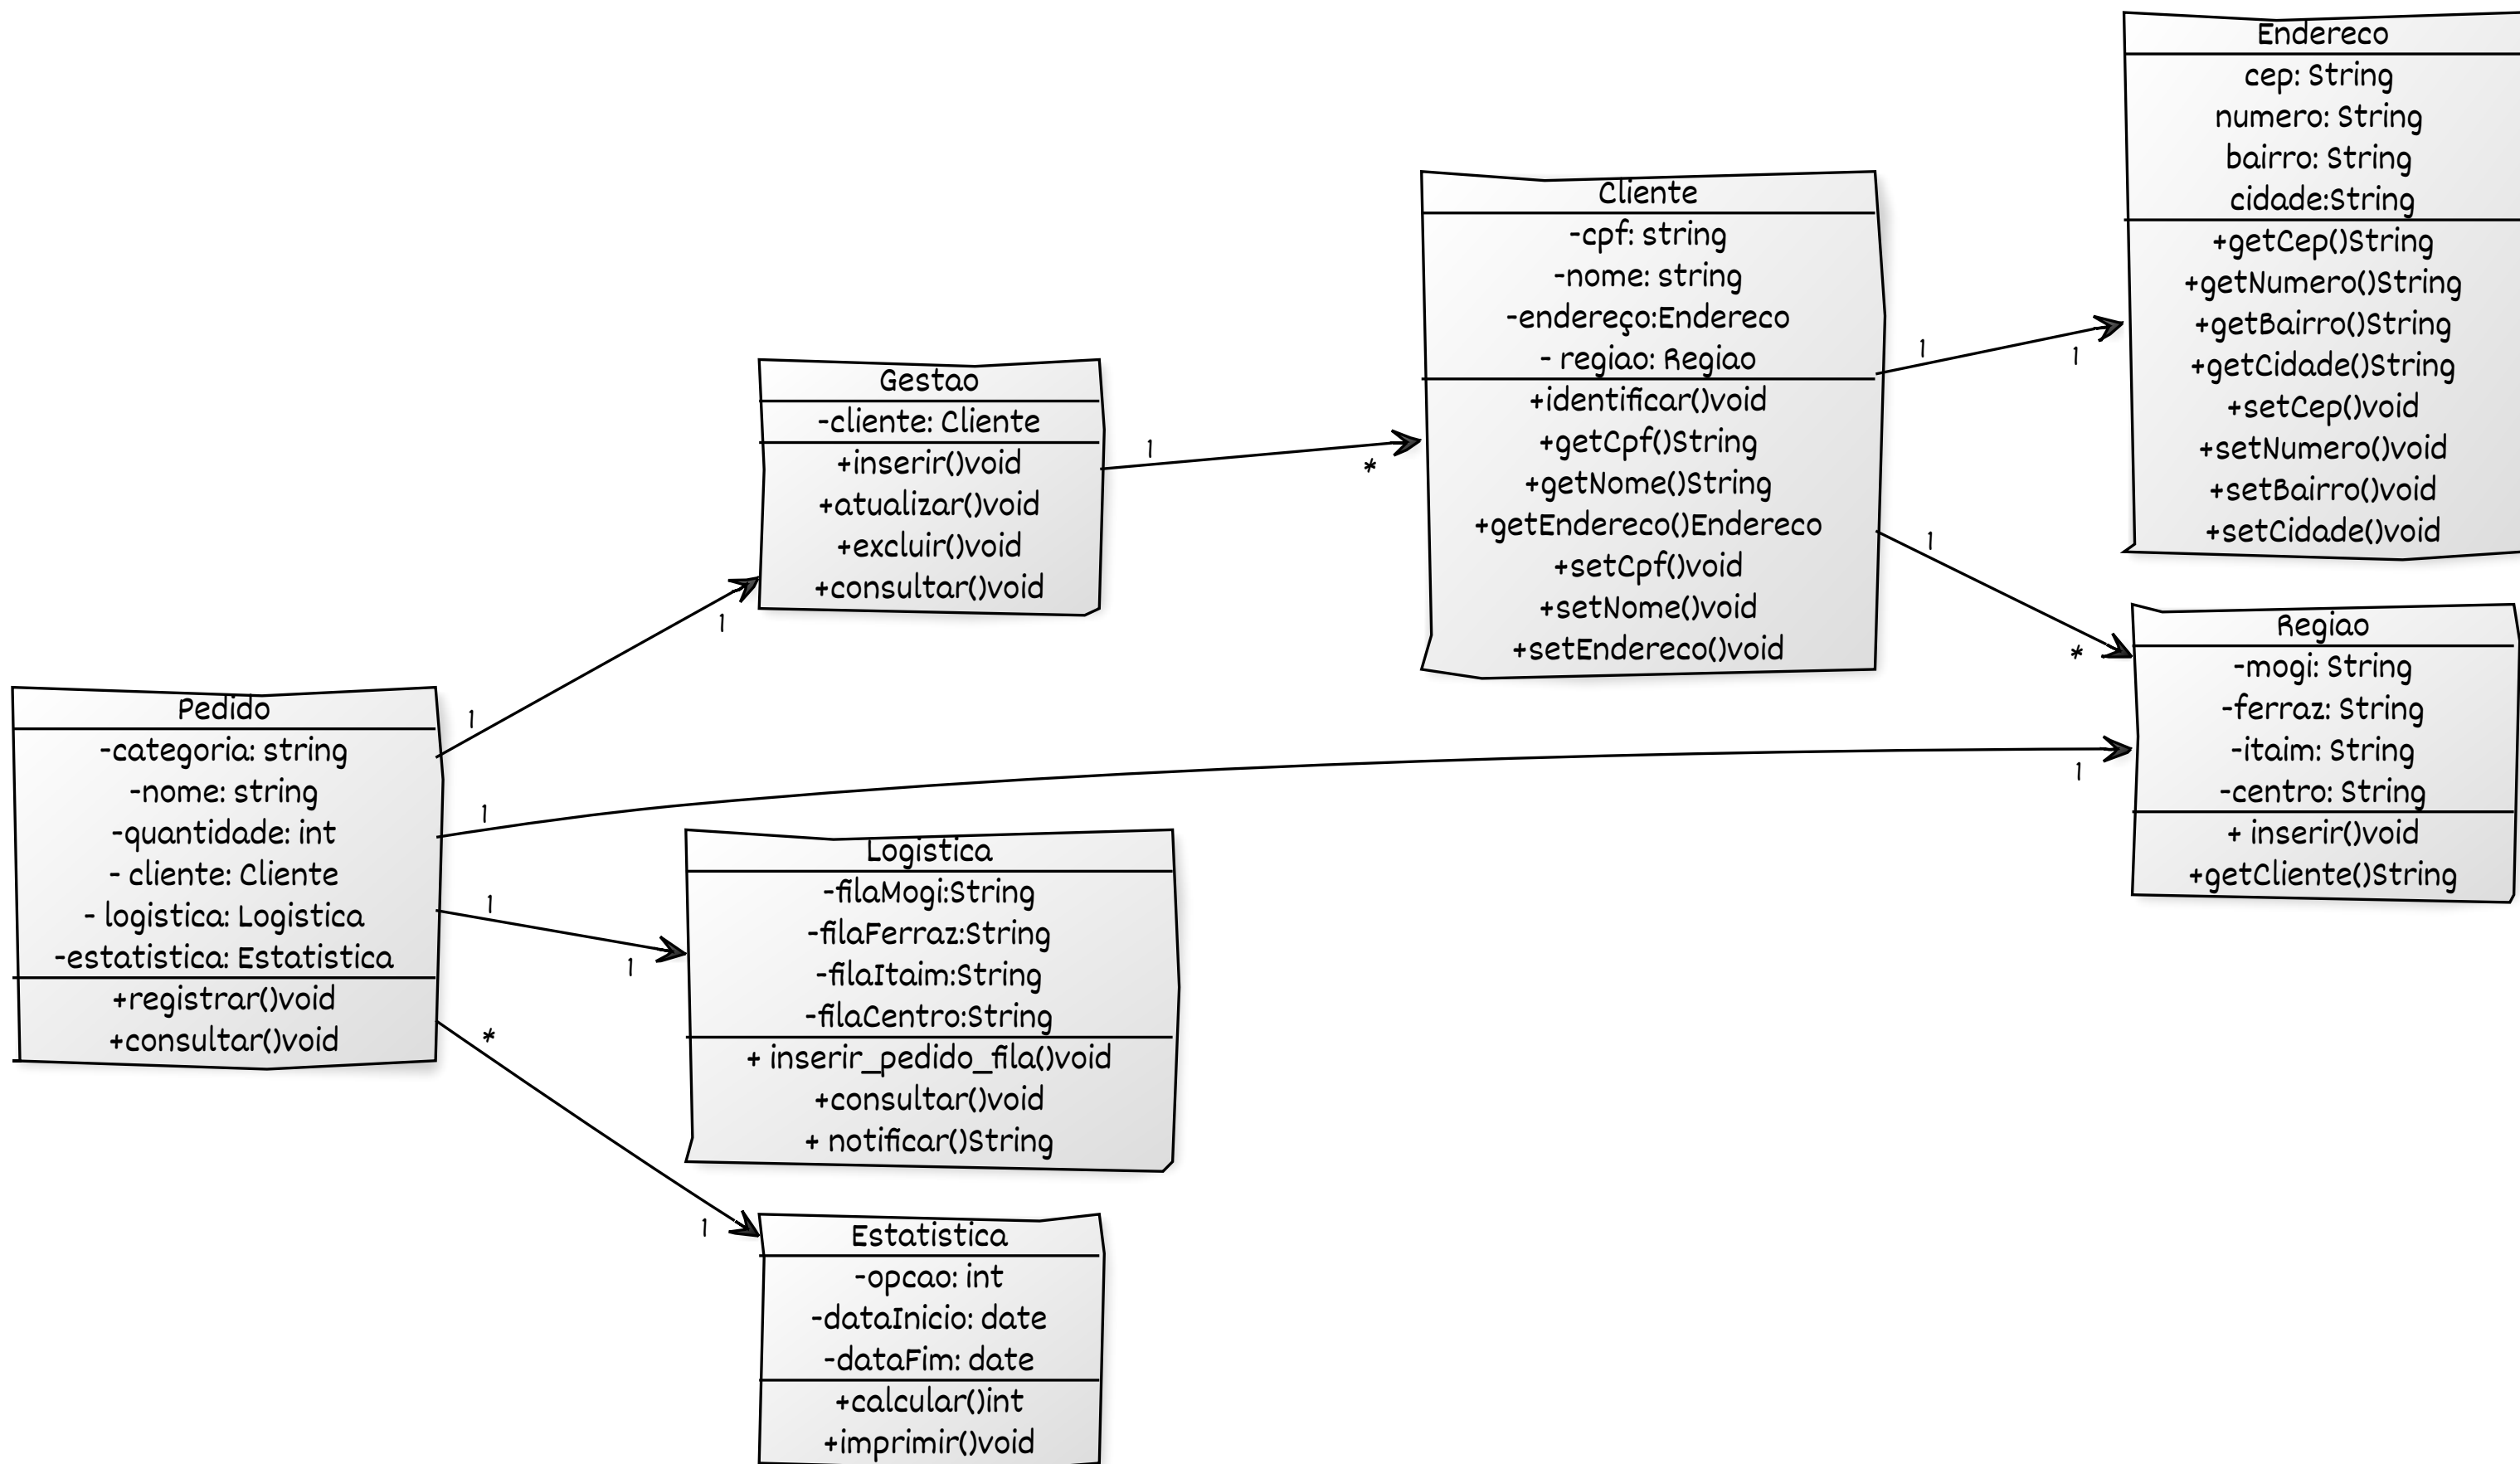 Endereco
cep: String
numero: String
bairro: String
cidade:String
+getCep()String
+getNumero()String
+getBairro()String
+getCidade()String
+setCep()void
+setNumero()void
+setBairro()void
+setCidade()void
Cliente
-cpf: string
-nome: string
-endereço:Endereco
- regiao: Regiao
+identificar()void
+getCpf()String
+getNome()String
+getEndereco()Endereco
+setCpf()void
+setNome()void
+setEndereco()void
1
1
1
*
Gestao
-cliente: Cliente
+inserir()void
+atualizar()void
+excluir()void
+consultar()void
1
*
Regiao
-mogi: String
-ferraz: String
-itaim: String
-centro: String
+ inserir()void
+getCliente()String
Pedido
-categoria: string
-nome: string
-quantidade: int
- cliente: Cliente
- logistica: Logistica
-estatistica: Estatistica
+registrar()void
+consultar()void
1
1
1
1
1
1
*
1
Logistica
-filaMogi:String
-filaFerraz:String
-filaItaim:String
-filaCentro:String
+ inserir_pedido_fila()void
+consultar()void
+ notificar()String
Estatistica
-opcao: int
-dataInicio: date
-dataFim: date
+calcular()int
+imprimir()void